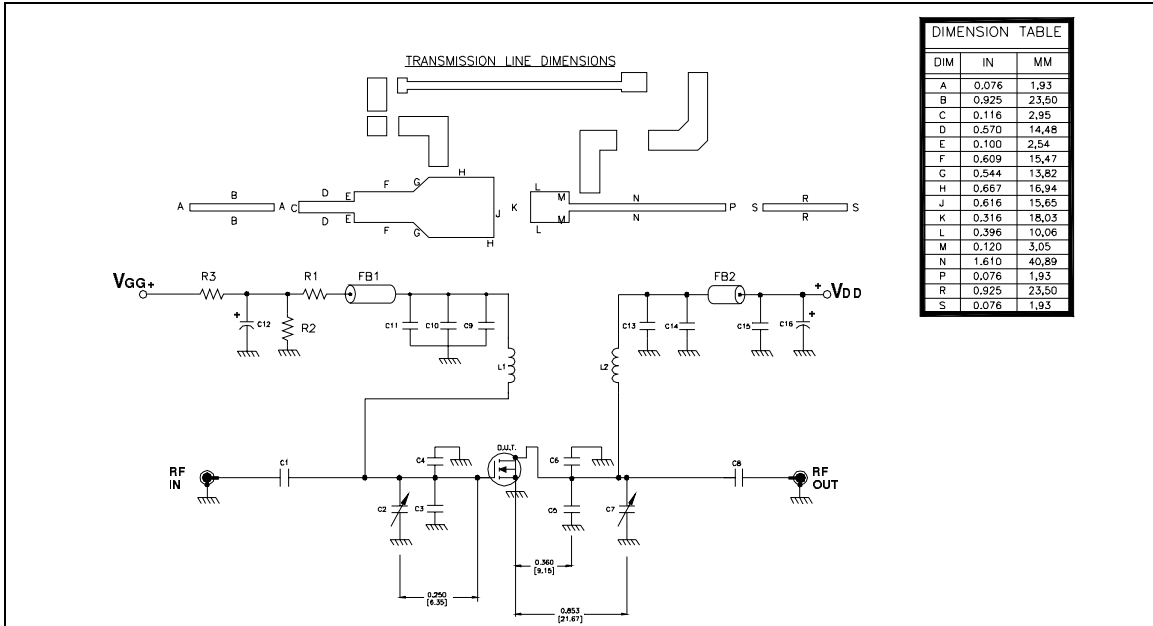 TRANSMISSION LINE DIMENSIONS
DIMENSION TABLE
DIM IN MM
A 0.076 1,93
B 0.925 23,50
C 0.116 2,95
D 0.570 14,48
E 0.100 2,54
F 0.609 15,47
G 0.544 13,82
H 0.667 16,94
J 0.616 15,65
K 0.316 18,03
L 0.396 10,06
M 0.120 3,05
N 1.610 40,89
P 0.076 1,93
R 0.925 23,50
S 0.076 1,93
H
B D E F G L M N R
A A C J K P S S
B D E F G H L M N R
VGG+ R3 R1 FB1 FB2 +VDD
+ C12 R2 C11 C10 C9 C13 C14 C15 C16 +
L1 L2
D.U.T.
RF IN C1 C4 C6 C8 RF OUT
C2 C3 C5 C7
0.360
[9.15]
0.250
[6.35]
0.853
[21.67]